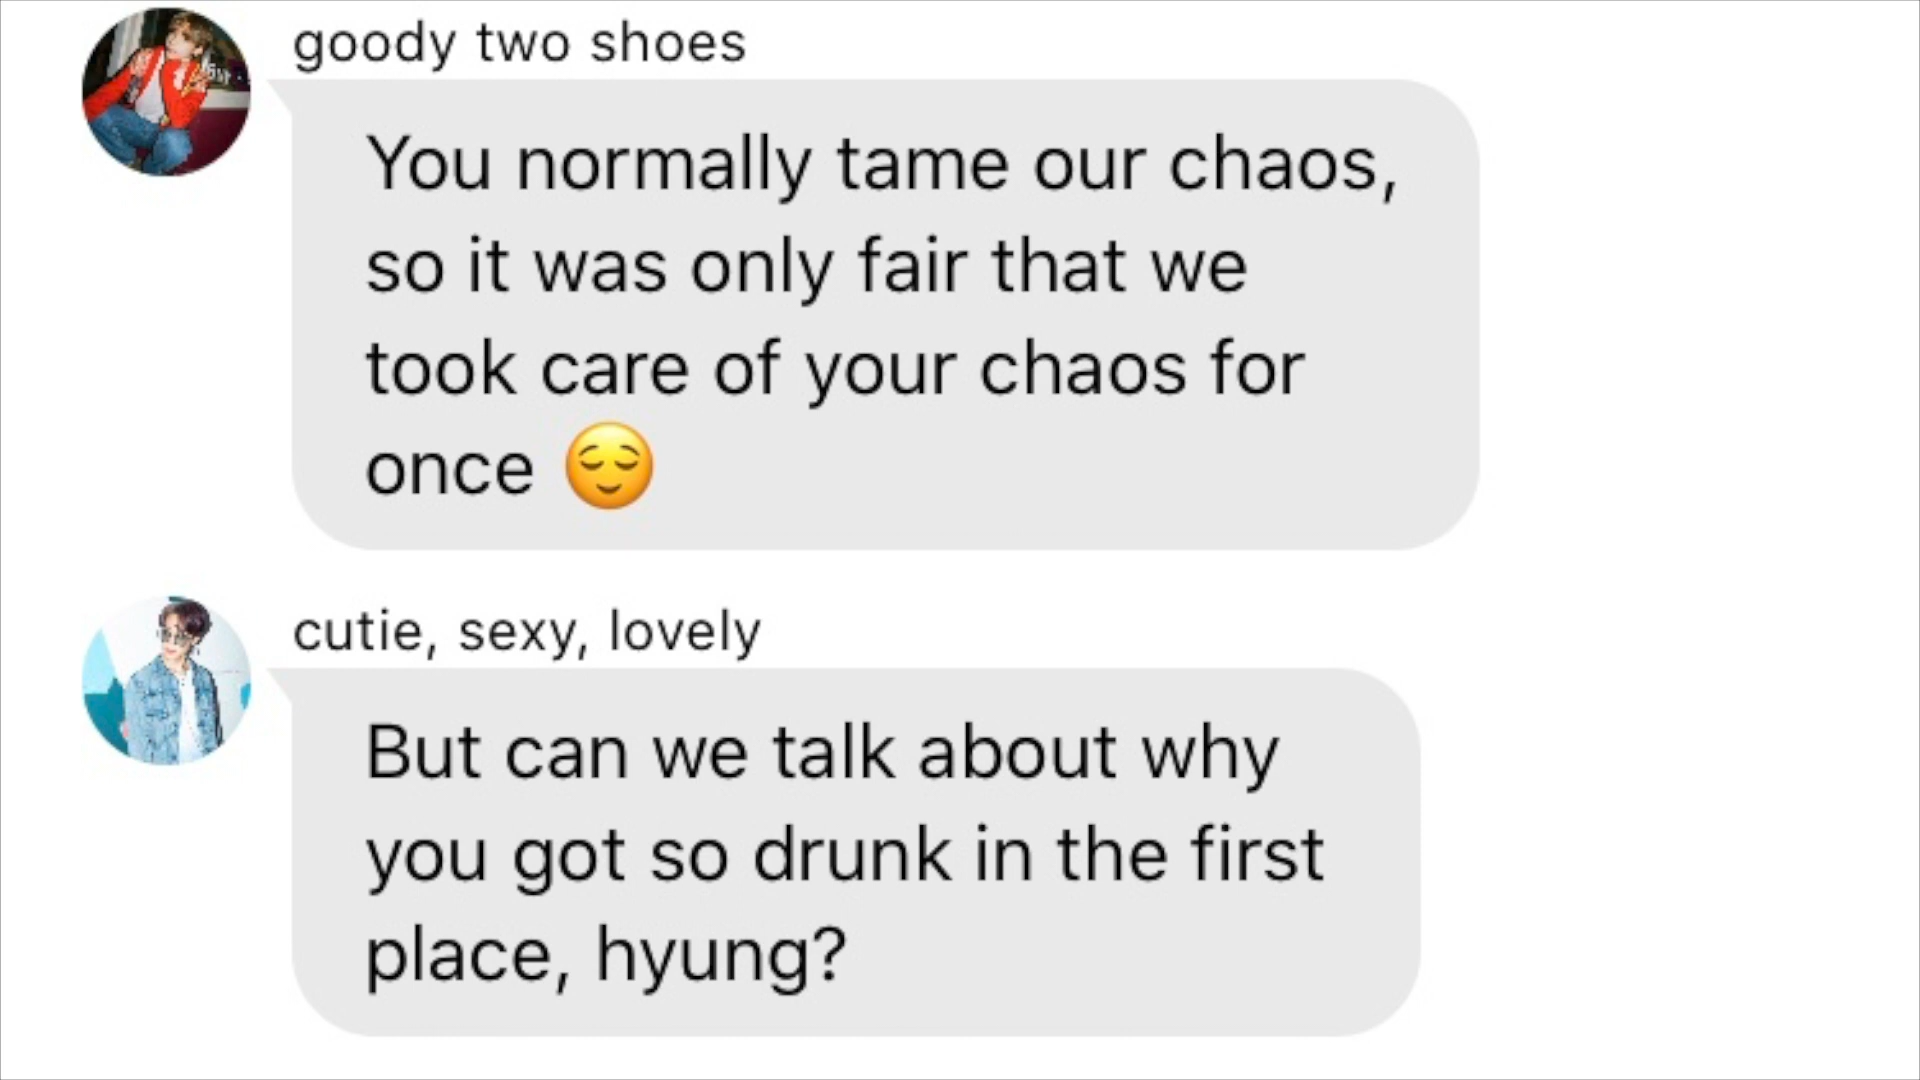 goody two shoes
You normally tame our chaos,
so it was only fair that we
took care of your chaos for
once 😌
cutie, sexy, lovely
But can we talk about why
you got so drunk in the first
place, hyung?